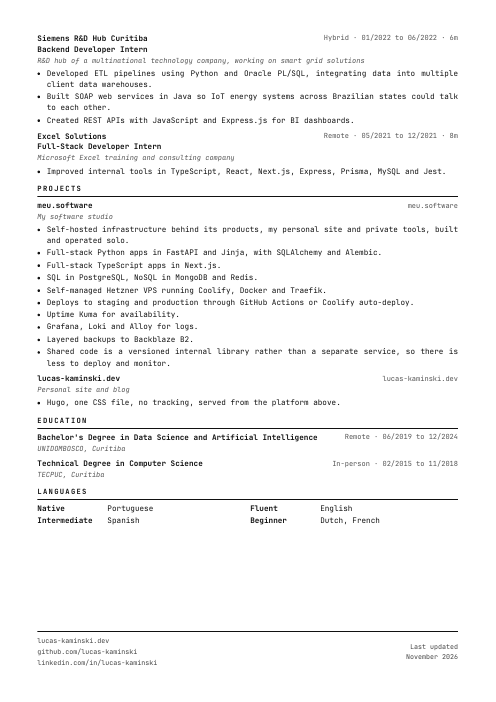 Siemens R&D Hub Curitiba Hybrid · 01/2022 to 06/2022 · 6m
Backend Developer Intern
R&D hub of a multinational technology company, working on smart grid solutions
• Developed ETL pipelines using Python and Oracle PL/SQL, integrating data into multiple
client data warehouses.
• Built SOAP web services in Java so IoT energy systems across Brazilian states could talk
to each other.
• Created REST APIs with JavaScript and Express.js for BI dashboards.
Excel Solutions Remote · 05/2021 to 12/2021 · 8m
Full-Stack Developer Intern
Microsoft Excel training and consulting company
• Improved internal tools in TypeScript, React, Next.js, Express, Prisma, MySQL and Jest.
PROJECTS
meu.software meu.software
My software studio
• Self-hosted infrastructure behind its products, my personal site and private tools, built
and operated solo.
• Full-stack Python apps in FastAPI and Jinja, with SQLAlchemy and Alembic.
• Full-stack TypeScript apps in Next.js.
• SQL in PostgreSQL, NoSQL in MongoDB and Redis.
• Self-managed Hetzner VPS running Coolify, Docker and Traefik.
• Deploys to staging and production through GitHub Actions or Coolify auto-deploy.
• Uptime Kuma for availability.
• Grafana, Loki and Alloy for logs.
• Layered backups to Backblaze B2.
• Shared code is a versioned internal library rather than a separate service, so there is
less to deploy and monitor.
lucas-kaminski.dev lucas-kaminski.dev
Personal site and blog
• Hugo, one CSS file, no tracking, served from the platform above.
EDUCATION
Bachelor's Degree in Data Science and Artificial Intelligence Remote · 06/2019 to 12/2024
UNIDOMBOSCO, Curitiba
Technical Degree in Computer Science In-person · 02/2015 to 11/2018
TECPUC, Curitiba
LANGUAGES
Native Portuguese Fluent English
Intermediate Spanish Beginner Dutch, French
lucas-kaminski.dev
github.com/lucas-kaminski
linkedin.com/in/lucas-kaminski
Last updated
November 2026